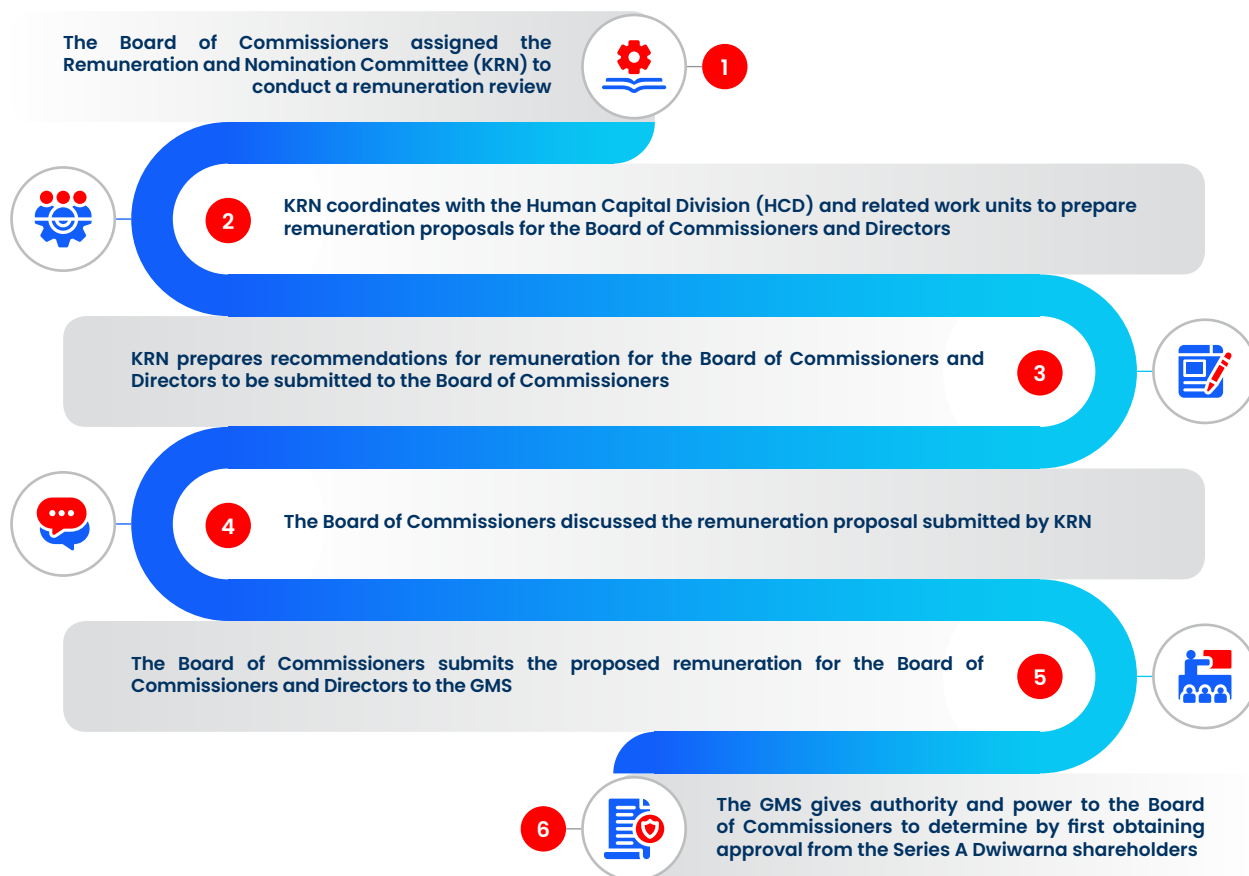 The Board of Commissioners assigned the
Remuneration and Nomination Committee (KRN) to
conduct a remuneration review
1
2
KRN coordinates with the Human Capital Division (HCD) and related work units to prepare
remuneration proposals for the Board of Commissioners and Directors
KRN prepares recommendations for remuneration for the Board of Commissioners and
Directors to be submitted to the Board of Commissioners
3
4
The Board of Commissioners discussed the remuneration proposal submitted by KRN
The Board of Commissioners submits the proposed remuneration for the Board of
Commissioners and Directors to the GMS
5
6
The GMS gives authority and power to the Board
of Commissioners to determine by first obtaining
approval from the Series A Dwiwarna shareholders